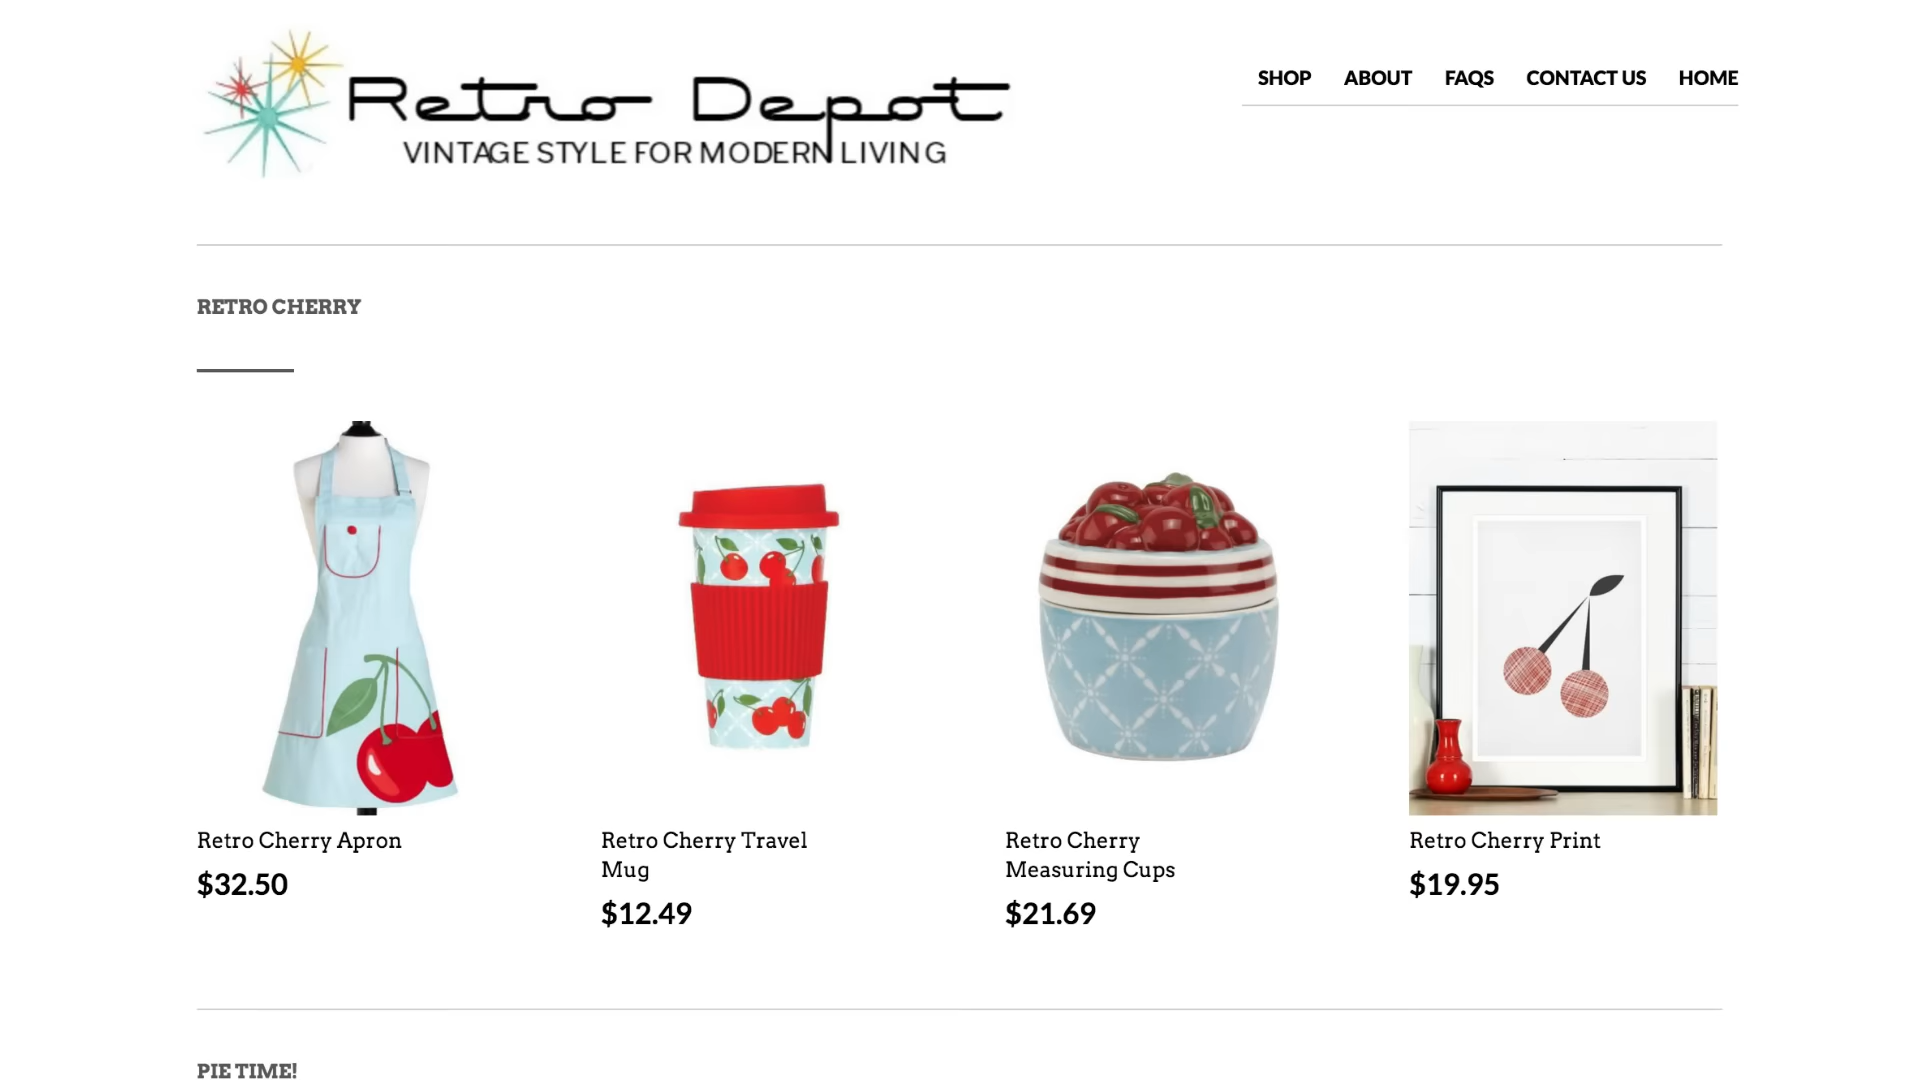 Retro Depot
VINTAGE STYLE FOR MODERN LIVING
SHOP ABOUT FAQS CONTACT US HOME
RETRO CHERRY
Retro Cherry Apron
$32.50
Retro Cherry Travel
Mug
$12.49
Retro Cherry
Measuring Cups
$21.69
Retro Cherry Print
$19.95
PIE TIME!